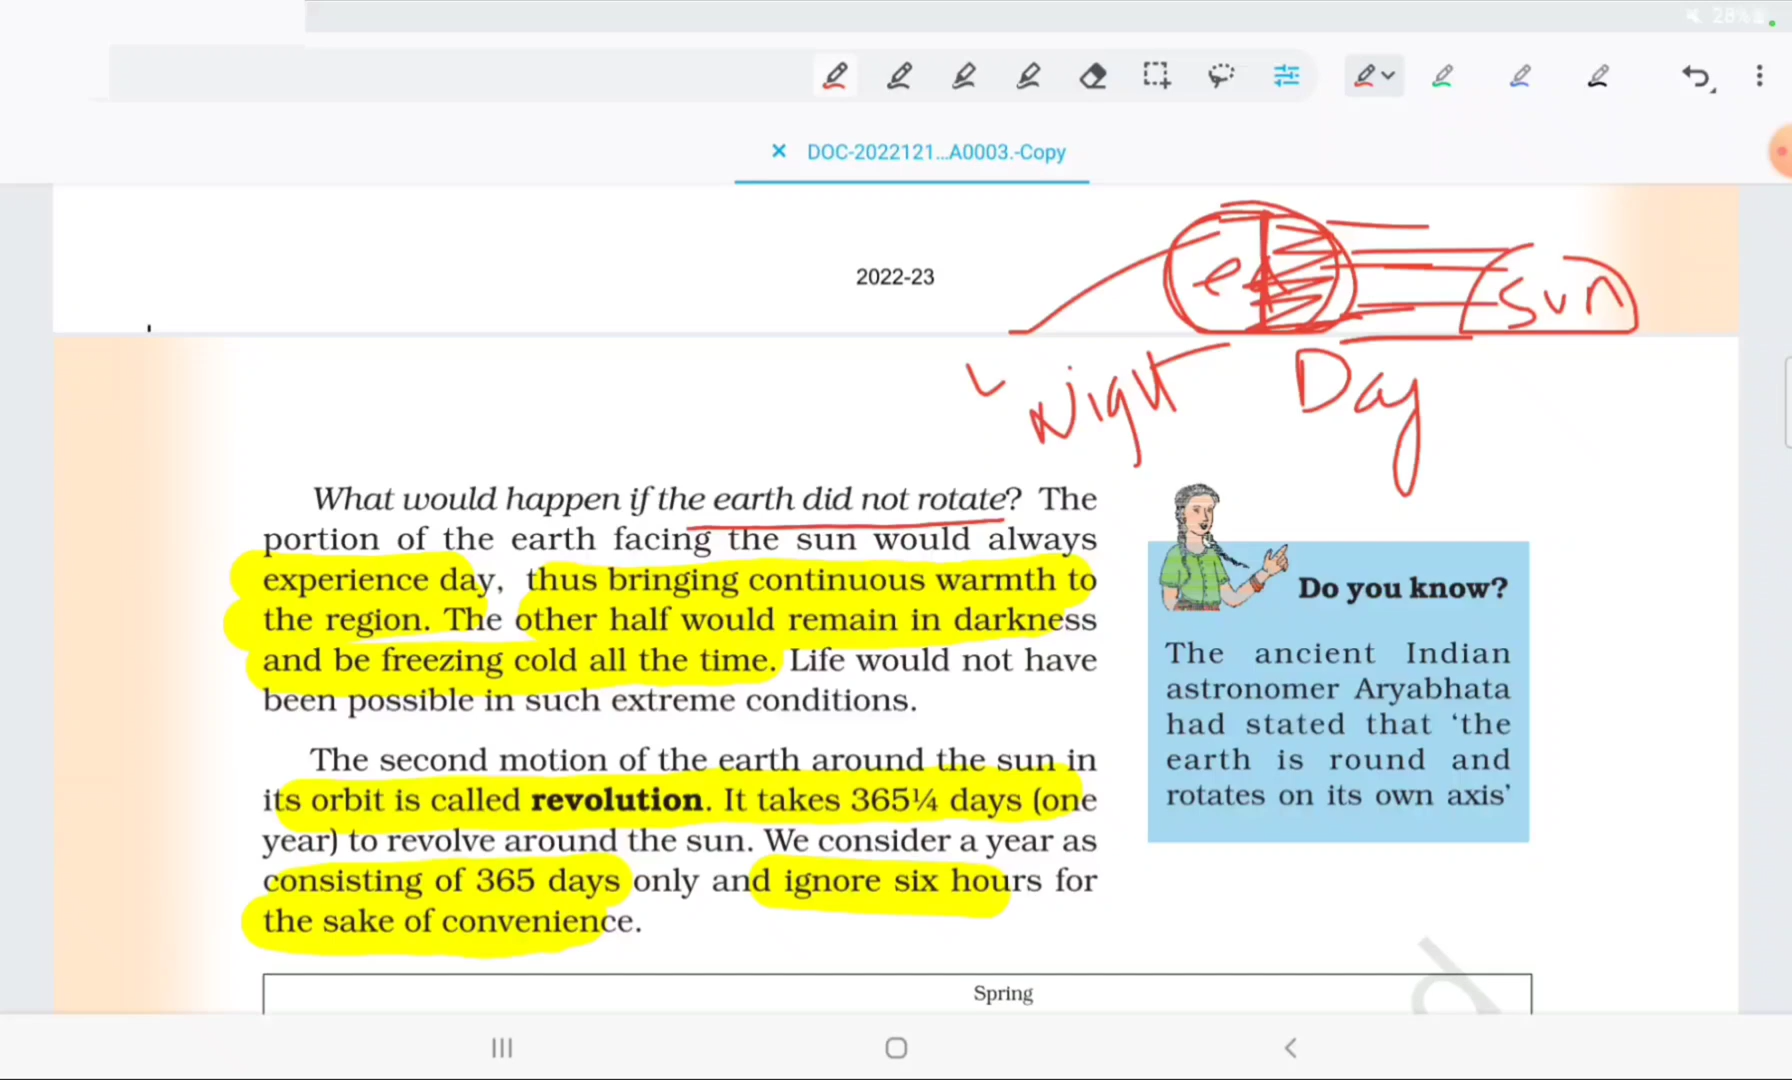 28%
DOC-2022121...A0003.-Copy
2022-23
Sun
Night Day
What would happen if the earth did not rotate? The
portion of the earth facing the sun would always
experience day, thus bringing continuous warmth to
the region. The other half would remain in darkness
and be freezing cold all the time. Life would not have
been possible in such extreme conditions.
The second motion of the earth around the sun in
its orbit is called revolution. It takes 365¼ days (one
year) to revolve around the sun. We consider a year as
consisting of 365 days only and ignore six hours for
the sake of convenience.
Do you know?
The ancient Indian
astronomer Aryabhata
had stated that ‘the
earth is round and
rotates on its own axis’
Spring
d